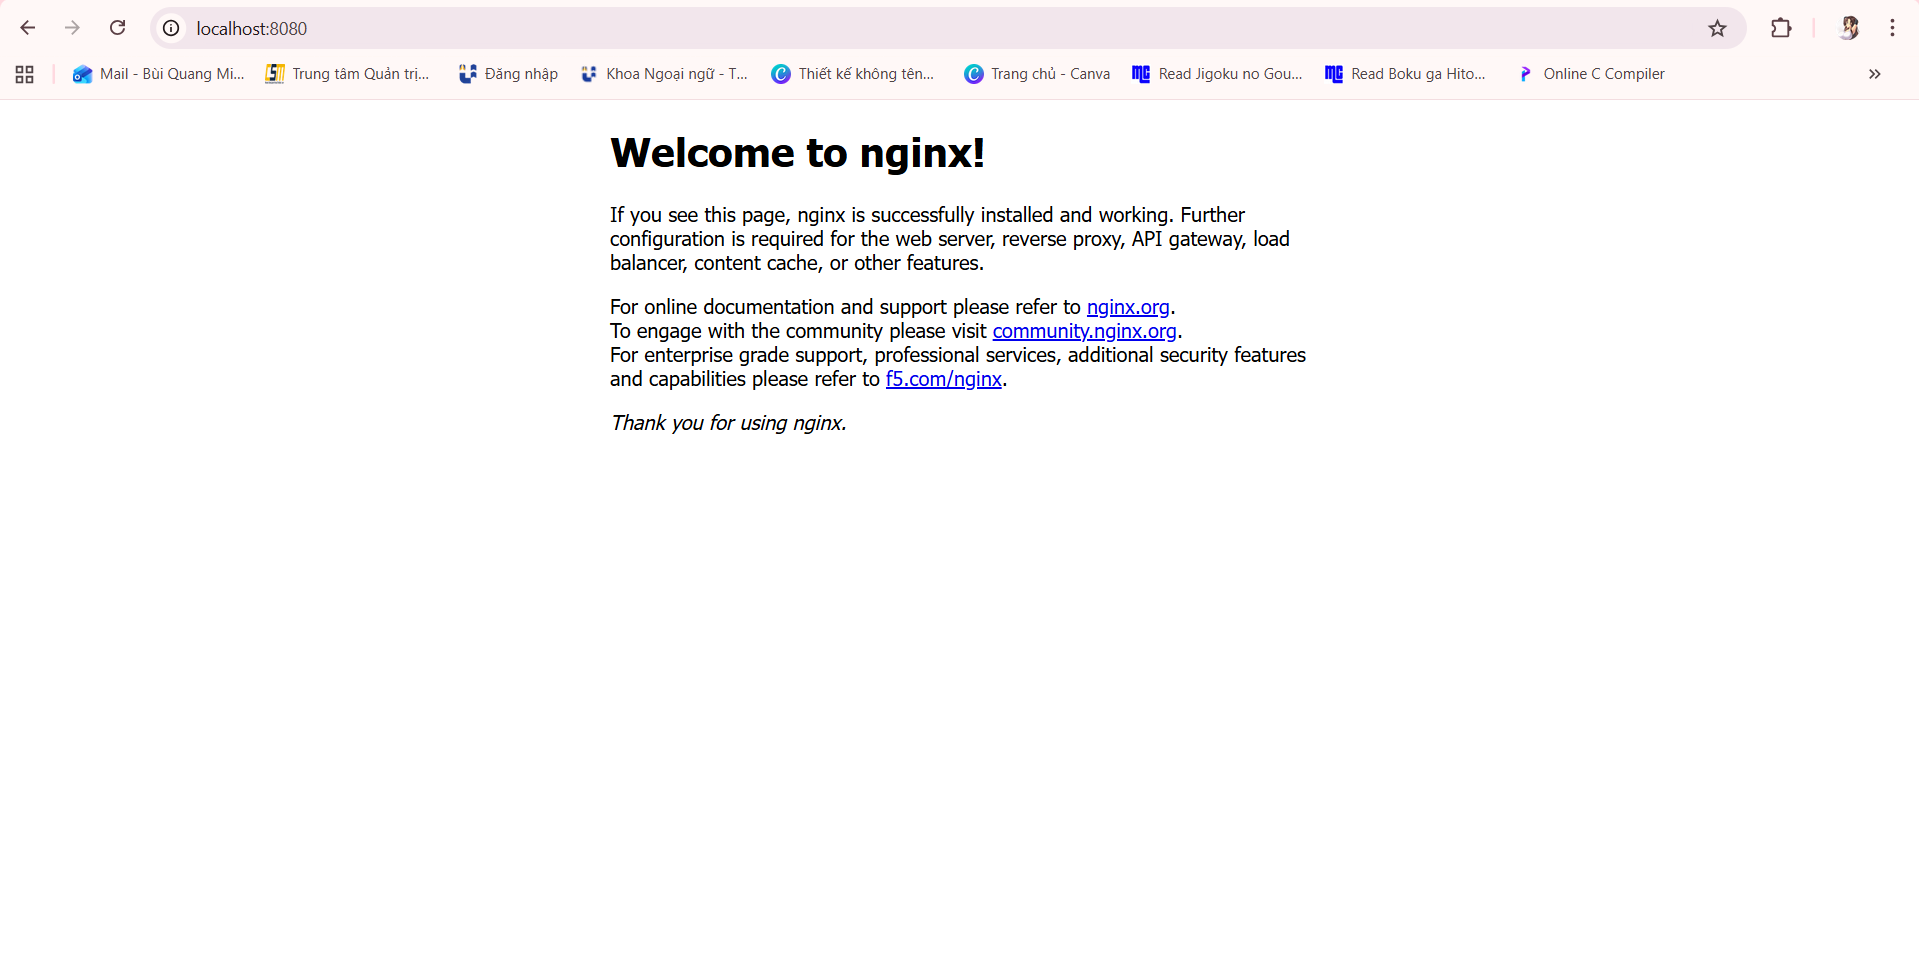 localhost:8080
Mail - Bùi Quang Mi...
Trung tâm Quản trị...
Đăng nhập
Khoa Ngoại ngữ - T...
Thiết kế không tên...
Trang chủ - Canva
Read Jigoku no Gou...
Read Boku ga Hito...
Online C Compiler
Welcome to nginx!
If you see this page, nginx is successfully installed and working. Further
configuration is required for the web server, reverse proxy, API gateway, load
balancer, content cache, or other features.
For online documentation and support please refer to nginx.org.
To engage with the community please visit community.nginx.org.
For enterprise grade support, professional services, additional security features
and capabilities please refer to f5.com/nginx.
Thank you for using nginx.